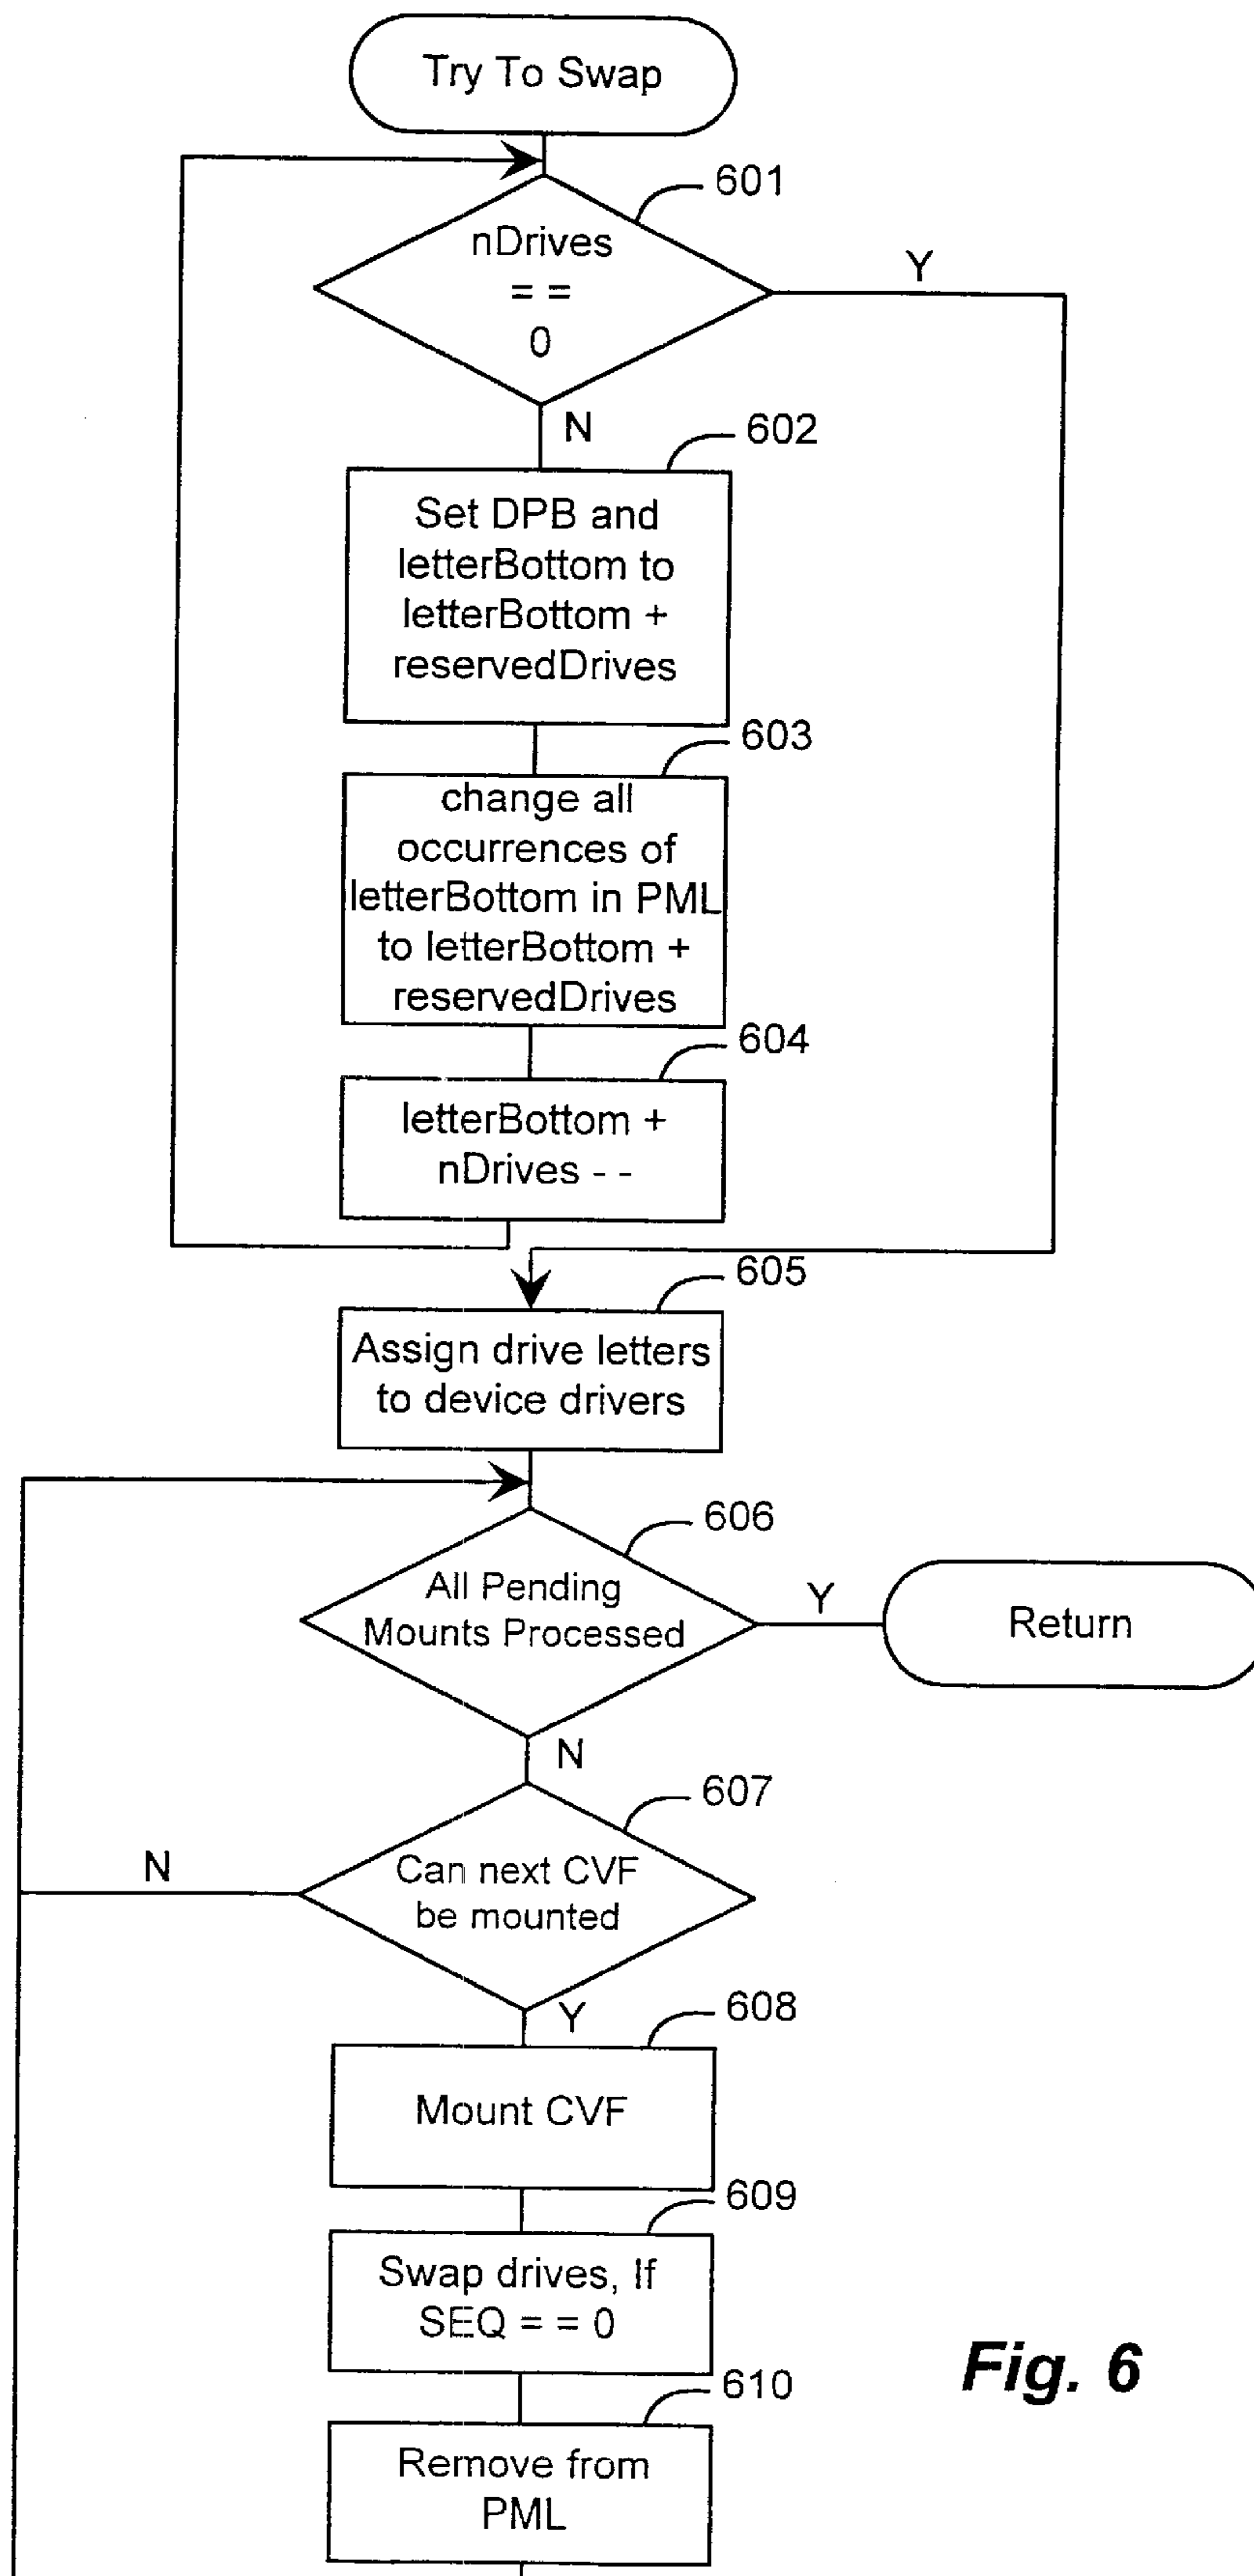 Try To Swap
601
nDrives
= =
0
Y
N
602
Set DPB and
letterBottom to
letterBottom +
reservedDrives
603
change all
occurrences of
letterBottom in PML
to letterBottom +
reservedDrives
604
letterBottom +
nDrives - -
605
Assign drive letters
to device drivers
606
All Pending
Mounts Processed
Y
Return
N
607
Can next CVF
be mounted
N
Y
608
Mount CVF
609
Swap drives, If
SEQ = = 0
610
Remove from
PML
Fig. 6